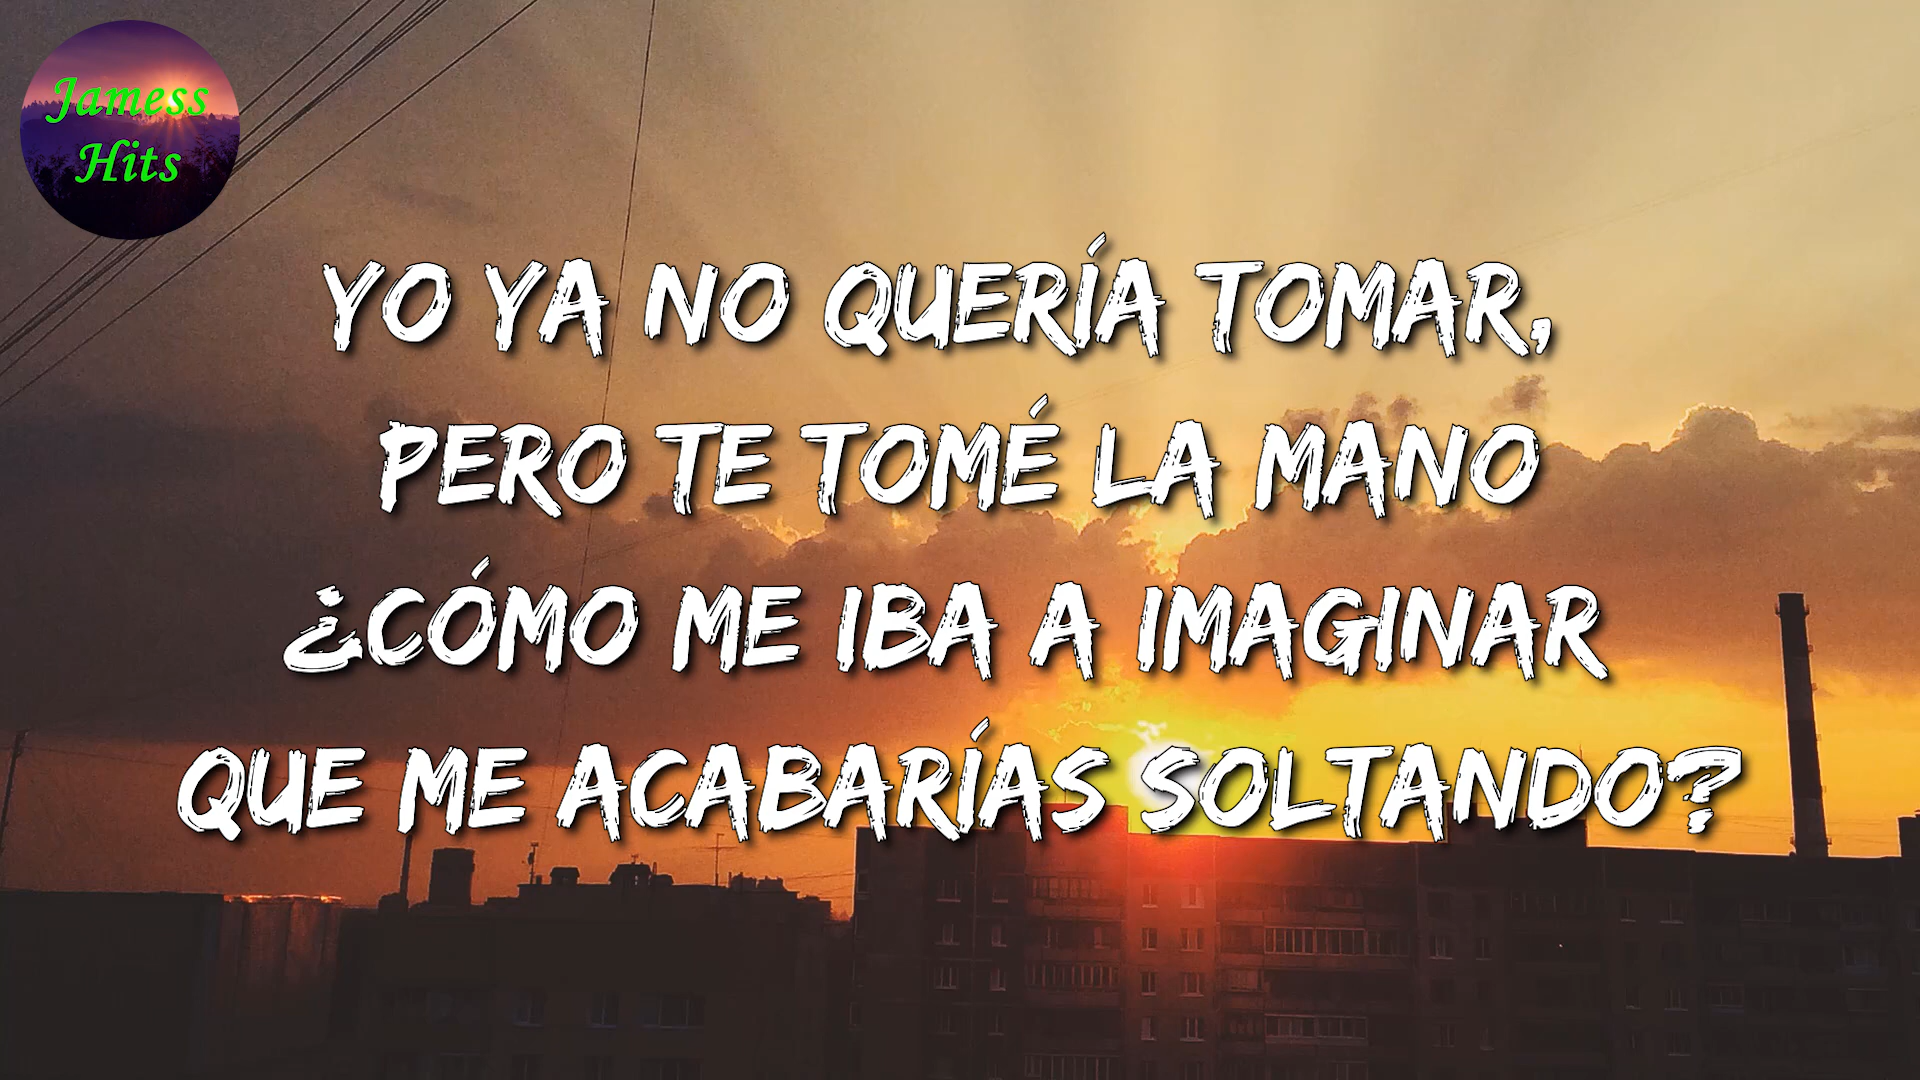 Jamess
Hits
YO YA NO QUERÍA TOMAR,
PERO TE TOMÉ LA MANO
¿CÓMO ME IBA A IMAGINAR
QUE ME ACABARÍAS SOLTANDO?